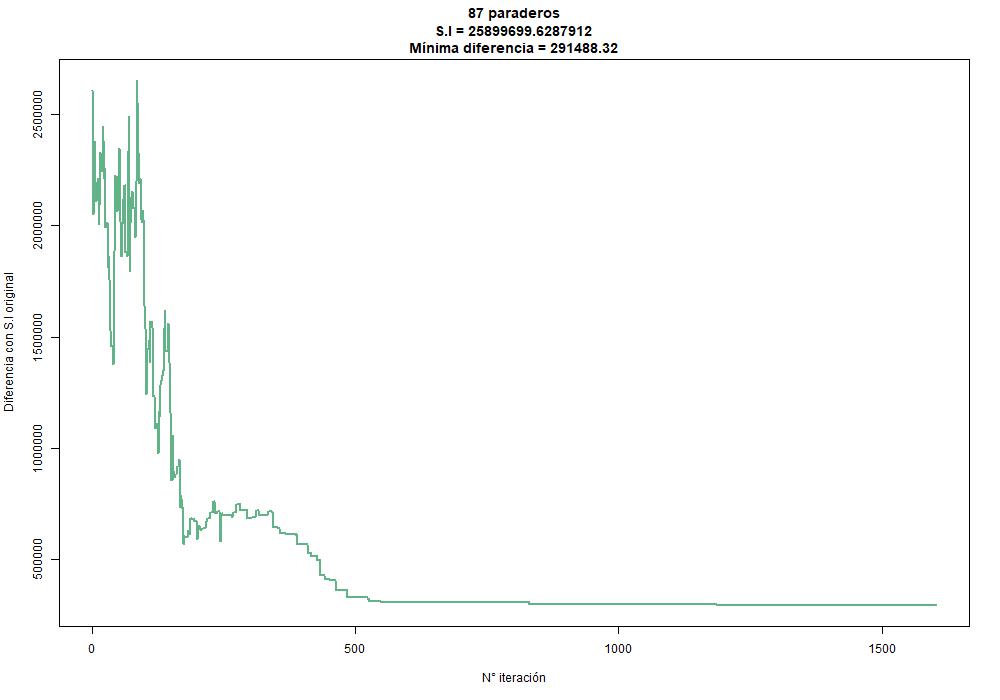 87 paraderos
S.I = 25899699.6287912
Mínima diferencia = 291488.32
2500000
2000000
1500000
1000000
500000
Diferencia con S.I original
0
500
1000
1500
N° iteración